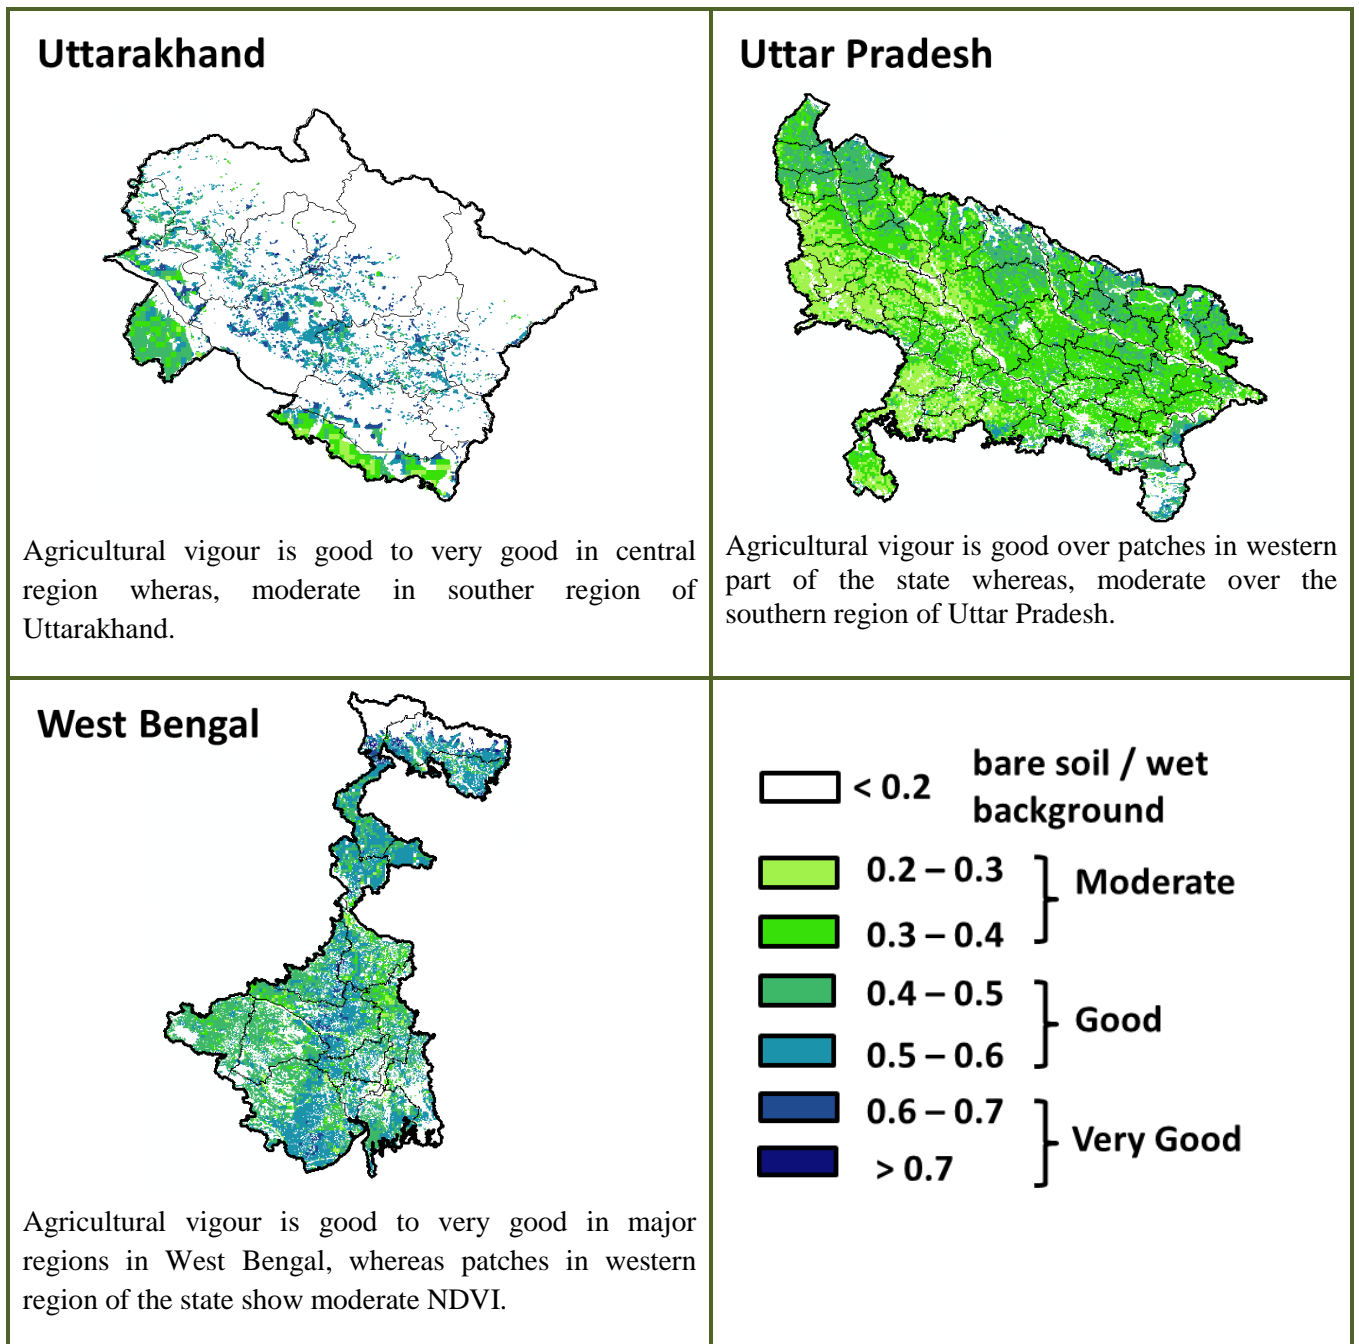 Uttarakhand
Agricultural vigour is good to very good in central
region wheras, moderate in souther region of
Uttarakhand.
Uttar Pradesh
Agricultural vigour is good over patches in western
part of the state whereas, moderate over the
southern region of Uttar Pradesh.
West Bengal
Agricultural vigour is good to very good in major
regions in West Bengal, whereas patches in western
region of the state show moderate NDVI.
< 0.2 bare soil / wet
background
0.2 – 0.3
Moderate
0.3 – 0.4
0.4 – 0.5
Good
0.5 – 0.6
0.6 – 0.7
Very Good
> 0.7